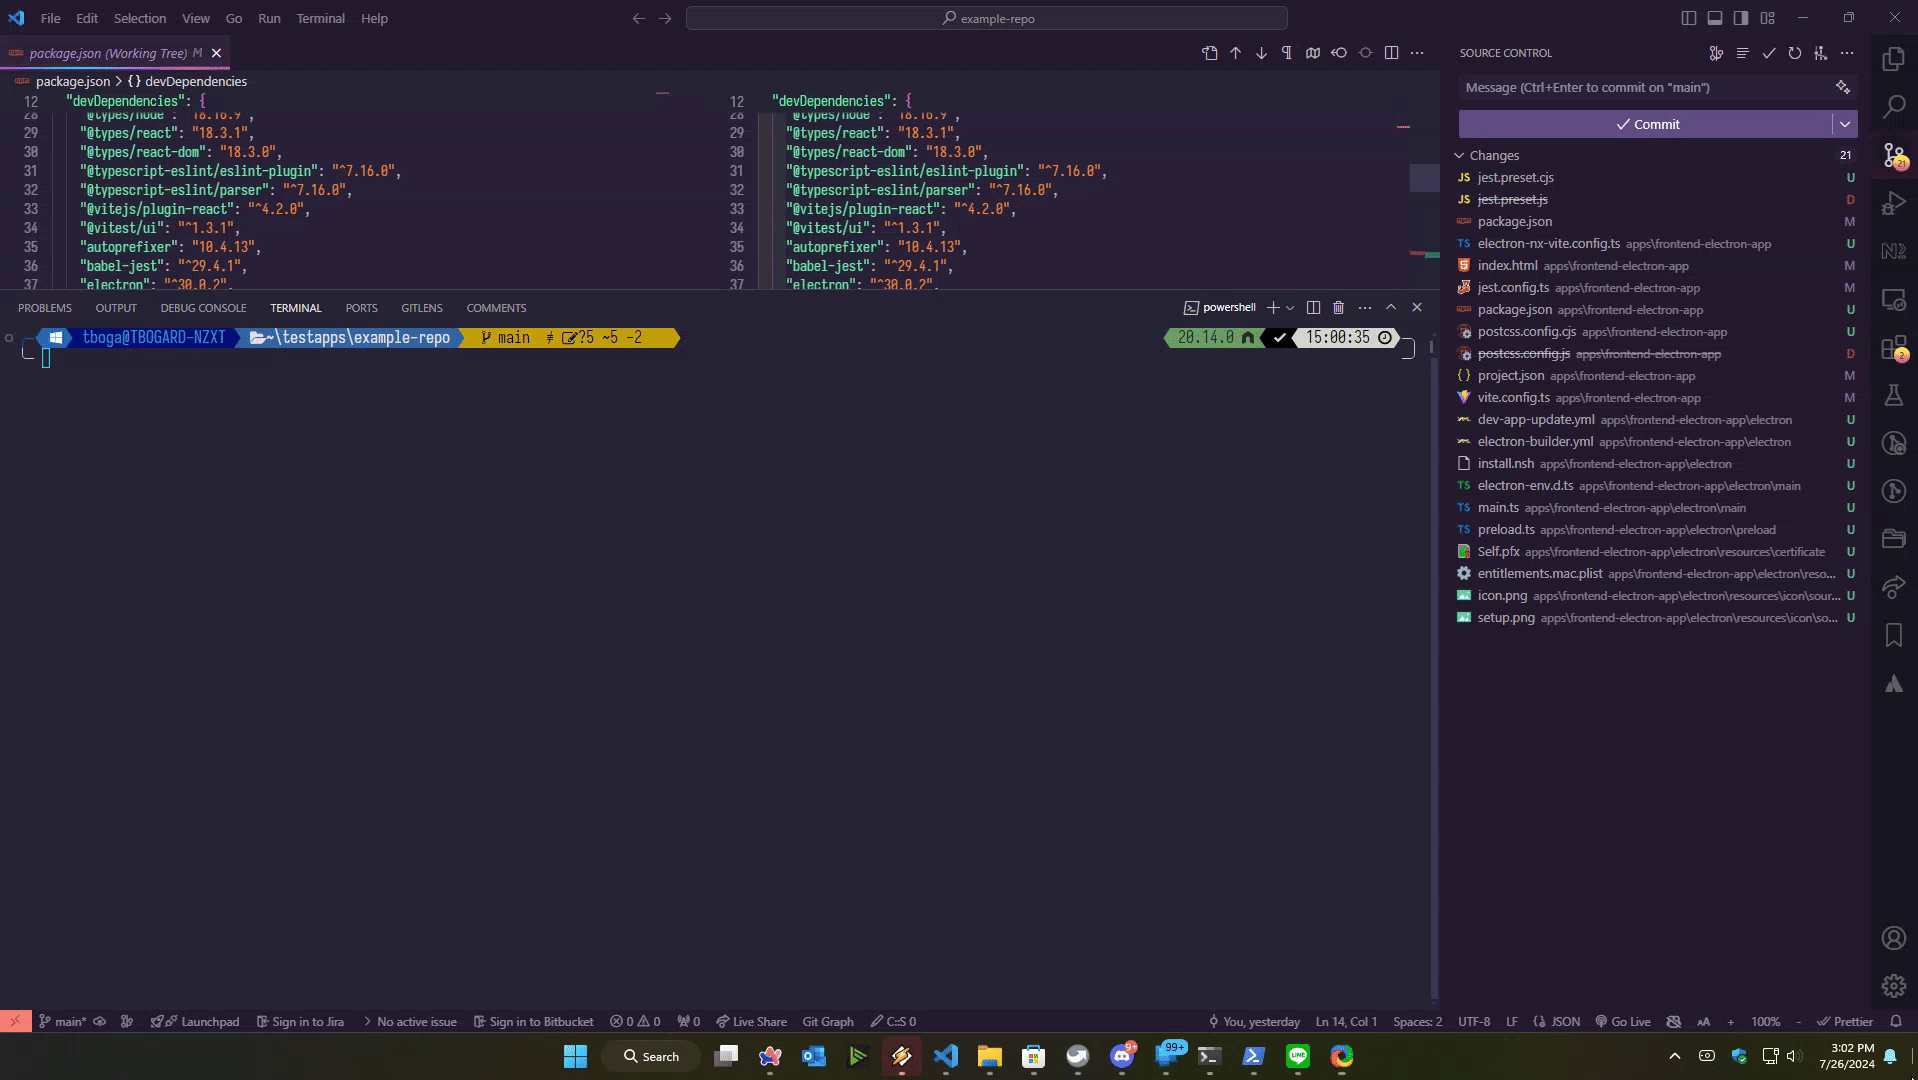 File Edit Selection View Go Run Terminal Help
example-repo
package.json (Working Tree) M
package.json > {} devDependencies
12 "devDependencies": {
28 "@types/node": "18.16.9",
29 "@types/react": "18.3.1",
30 "@types/react-dom": "18.3.0",
31 "@typescript-eslint/eslint-plugin": "^7.16.0",
32 "@typescript-eslint/parser": "^7.16.0",
33 "@vitejs/plugin-react": "^4.2.0",
34 "@vitest/ui": "^1.3.1",
35 "autoprefixer": "10.4.13",
36 "babel-jest": "^29.4.1",
37 "electron": "^30.0.2",
12 "devDependencies": {
28 "@types/node": "18.16.9",
29 "@types/react": "18.3.1",
30 "@types/react-dom": "18.3.0",
31 "@typescript-eslint/eslint-plugin": "^7.16.0",
32 "@typescript-eslint/parser": "^7.16.0",
33 "@vitejs/plugin-react": "^4.2.0",
34 "@vitest/ui": "^1.3.1",
35 "autoprefixer": "10.4.13",
36 "babel-jest": "^29.4.1",
37 "electron": "^30.0.2",
PROBLEMS OUTPUT DEBUG CONSOLE TERMINAL PORTS GITLENS COMMENTS
powershell
tboga@TBOGARD-NZXT ~\testapps\example-repo main ≢ ?5 ~5 -2
20.14.0 15:00:35
SOURCE CONTROL
Message (Ctrl+Enter to commit on "main")
Commit
Changes 21
JS jest.preset.cjs U
JS jest.preset.js D
package.json M
TS electron-nx-vite.config.ts apps\frontend-electron-app U
index.html apps\frontend-electron-app M
jest.config.ts apps\frontend-electron-app M
package.json apps\frontend-electron-app M
postcss.config.cjs apps\frontend-electron-app U
postcss.config.js apps\frontend-electron-app D
{} project.json apps\frontend-electron-app M
vite.config.ts apps\frontend-electron-app M
dev-app-update.yml apps\frontend-electron-app\electron U
electron-builder.yml apps\frontend-electron-app\electron U
install.nsh apps\frontend-electron-app\electron U
TS electron-env.d.ts apps\frontend-electron-app\electron\main U
TS main.ts apps\frontend-electron-app\electron\main U
TS preload.ts apps\frontend-electron-app\electron\preload U
Self.pfx apps\frontend-electron-app\electron\resources\certificate U
entitlements.mac.plist apps\frontend-electron-app\electron\reso... U
icon.png apps\frontend-electron-app\electron\resources\icon\sour... U
setup.png apps\frontend-electron-app\electron\resources\icon\so... U
21
2
main* Launchpad Sign in to Jira No active issue Sign in to Bitbucket 0 0 0 Live Share Git Graph C:S 0
You, yesterday Ln 14, Col 1 Spaces: 2 UTF-8 LF {} JSON Go Live AA + 100% - Prettier
Search
9+
99+
3:02 PM
7/26/2024